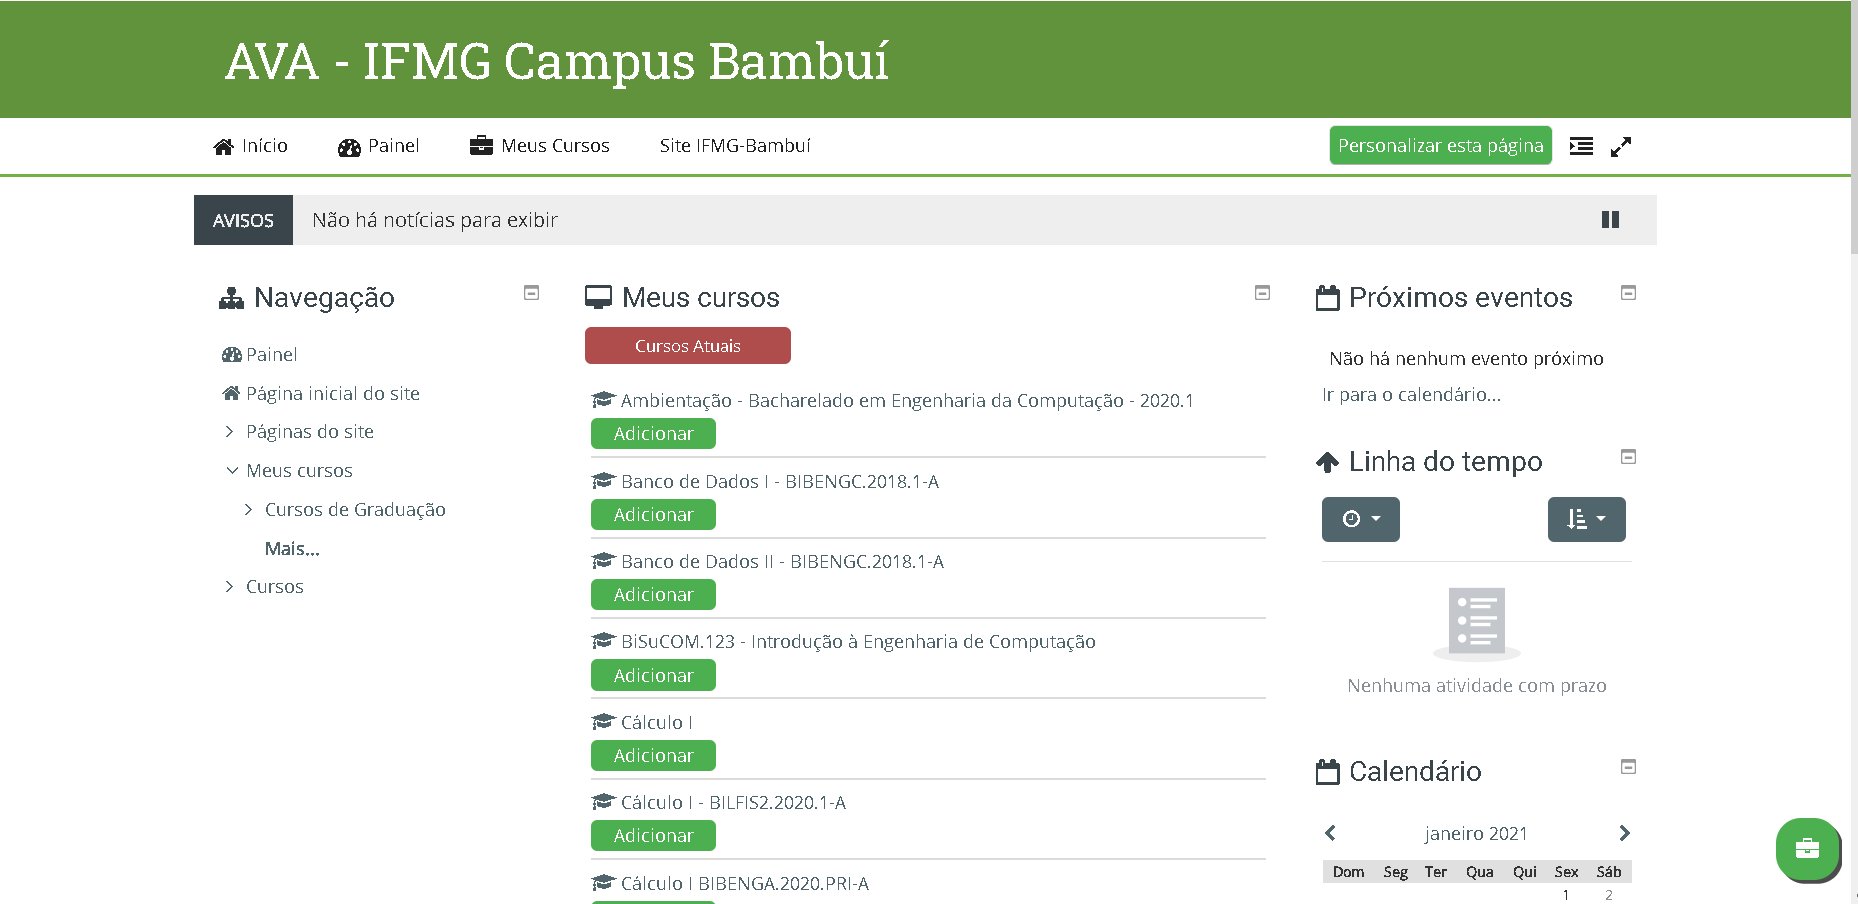 AVA - IFMG Campus Bambuí
Início
Painel
Meus Cursos
Site IFMG-Bambuí
Personalizar esta página
AVISOS
Não há notícias para exibir
Navegação
Painel
Página inicial do site
Páginas do site
Meus cursos
Cursos de Graduação
Mais...
Cursos
Meus cursos
Cursos Atuais
Ambientação - Bacharelado em Engenharia da Computação - 2020.1
Adicionar
Banco de Dados I - BIBENGC.2018.1-A
Adicionar
Banco de Dados II - BIBENGC.2018.1-A
Adicionar
BiSuCOM.123 - Introdução à Engenharia de Computação
Adicionar
Cálculo I
Adicionar
Cálculo I - BILFIS2.2020.1-A
Adicionar
Cálculo I BIBENGA.2020.PRI-A
Próximos eventos
Não há nenhum evento próximo
Ir para o calendário...
Linha do tempo
Nenhuma atividade com prazo
Calendário
janeiro 2021
Dom Seg Ter Qua Qui Sex Sáb
1 2